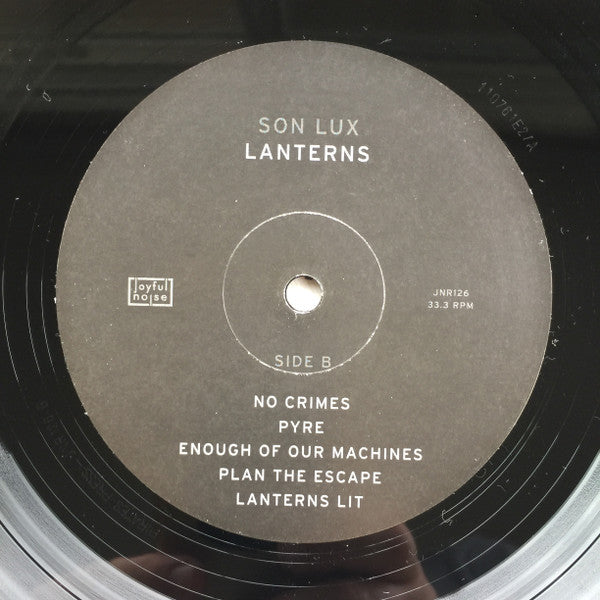 SON LUX
LANTERNS
joyful
noise
JNR126
33.3 RPM
SIDE B
NO CRIMES
PYRE
ENOUGH OF OUR MACHINES
PLAN THE ESCAPE
LANTERNS LIT
110761E2/A